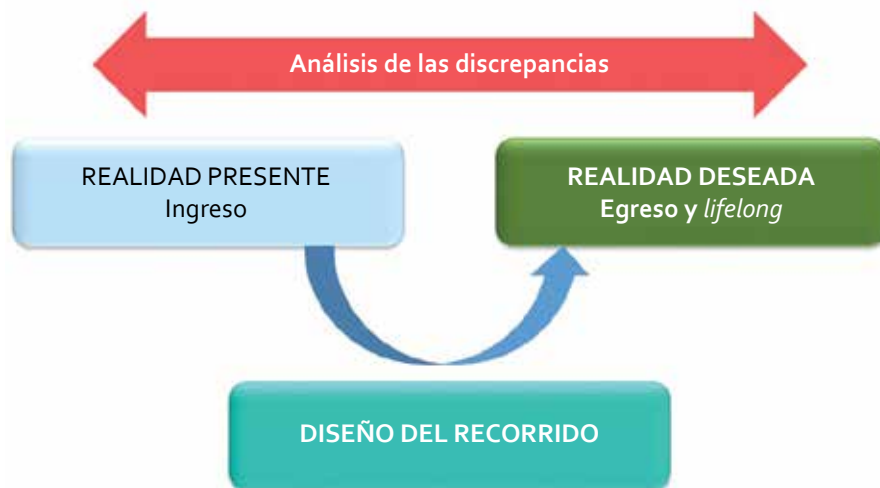 Análisis de las discrepancias
REALIDAD PRESENTE
Ingreso
REALIDAD DESEADA
Egreso y lifelong
DISEÑO DEL RECORRIDO